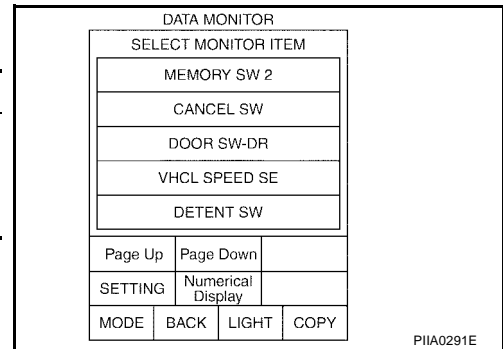 DATA MONITOR
SELECT MONITOR ITEM
MEMORY SW 2
CANCEL SW
DOOR SW-DR
VHCL SPEED SE
DETENT SW
Page Up Page Down
SETTING Numerical Display
MODE BACK LIGHT COPY
PIIA0291E